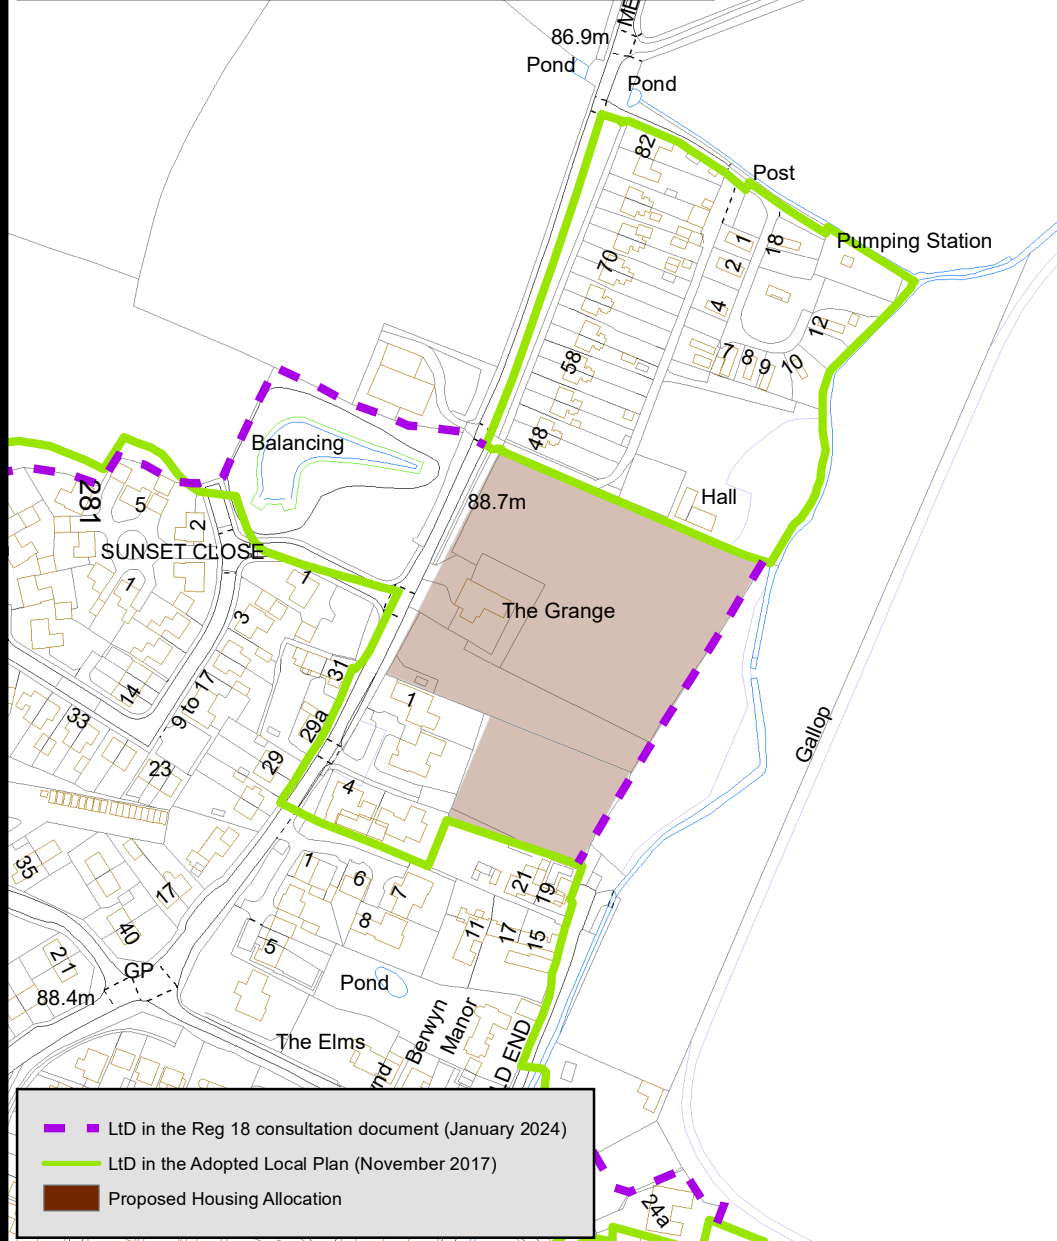 86.9m
Pond
Pond
82
Post
1
18
Pumping Station
2
70
4
12
58
7
8
9
10
48
Balancing
281
5
2
88.7m
Hall
SUNSET CLOSE
1
1
3
The Grange
31
14
9 to 17
1
33
29a
Gallop
29
23
4
35
1
6
7
21
19
17
8
11
17
15
40
5
21
GP
88.4m
Pond
Berwyn
Manor
The Elms
LD END
LtD in the Reg 18 consultation document (January 2024)
LtD in the Adopted Local Plan (November 2017)
Proposed Housing Allocation
24a